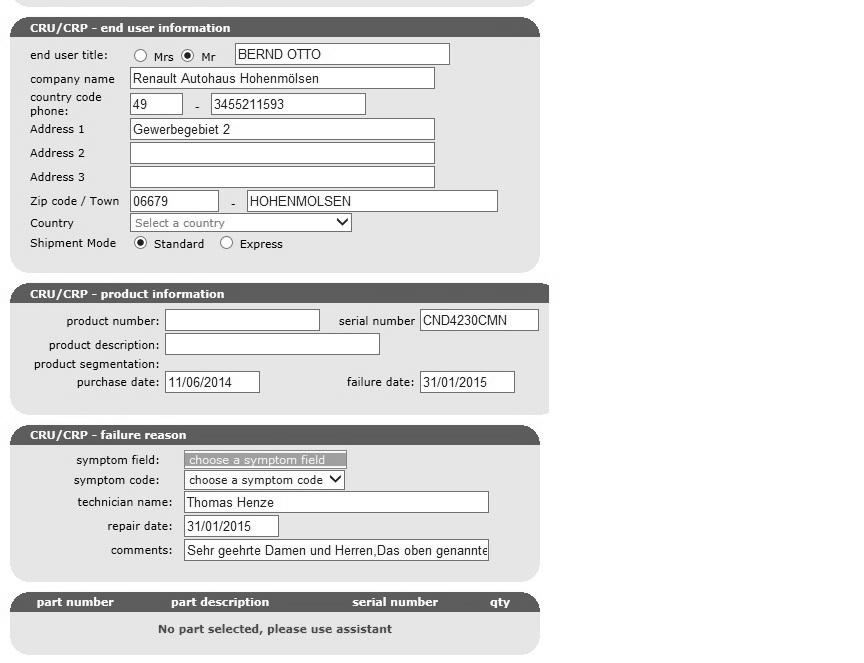 CRU/CRP - end user information
end user title: Mrs Mr BERND OTTO
company name Renault Autohaus Hohenmölsen
country code phone: 49 - 3455211593
Address 1 Gewerbegebiet 2
Address 2
Address 3
Zip code / Town 06679 - HOHENMOLSEN
Country Select a country
Shipment Mode Standard Express
CRU/CRP - product information
product number: serial number CND4230CMN
product description:
product segmentation:
purchase date: 11/06/2014 failure date: 31/01/2015
CRU/CRP - failure reason
symptom field: choose a symptom field
symptom code: choose a symptom code
technician name: Thomas Henze
repair date: 31/01/2015
comments: Sehr geehrte Damen und Herren,Das oben genannte
part number part description serial number qty
No part selected, please use assistant